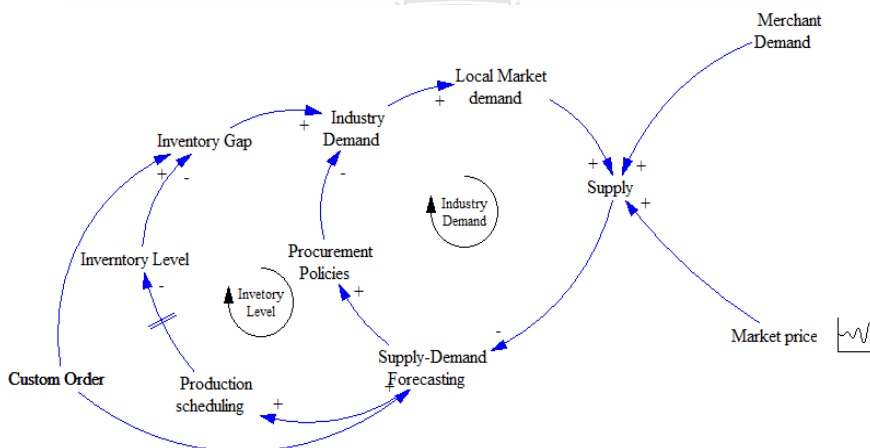 Merchant
Demand
Local Market
demand
+
+
Industry
Demand
+
Inventory Gap
+
-
-
+
+
Supply
+
Industry
Demand
Procurement
Policies
Inverntory Level
-
Invetory
Level
+
-
Market price
Supply-Demand
Forecasting
+
+
Custom Order
Production
scheduling
+